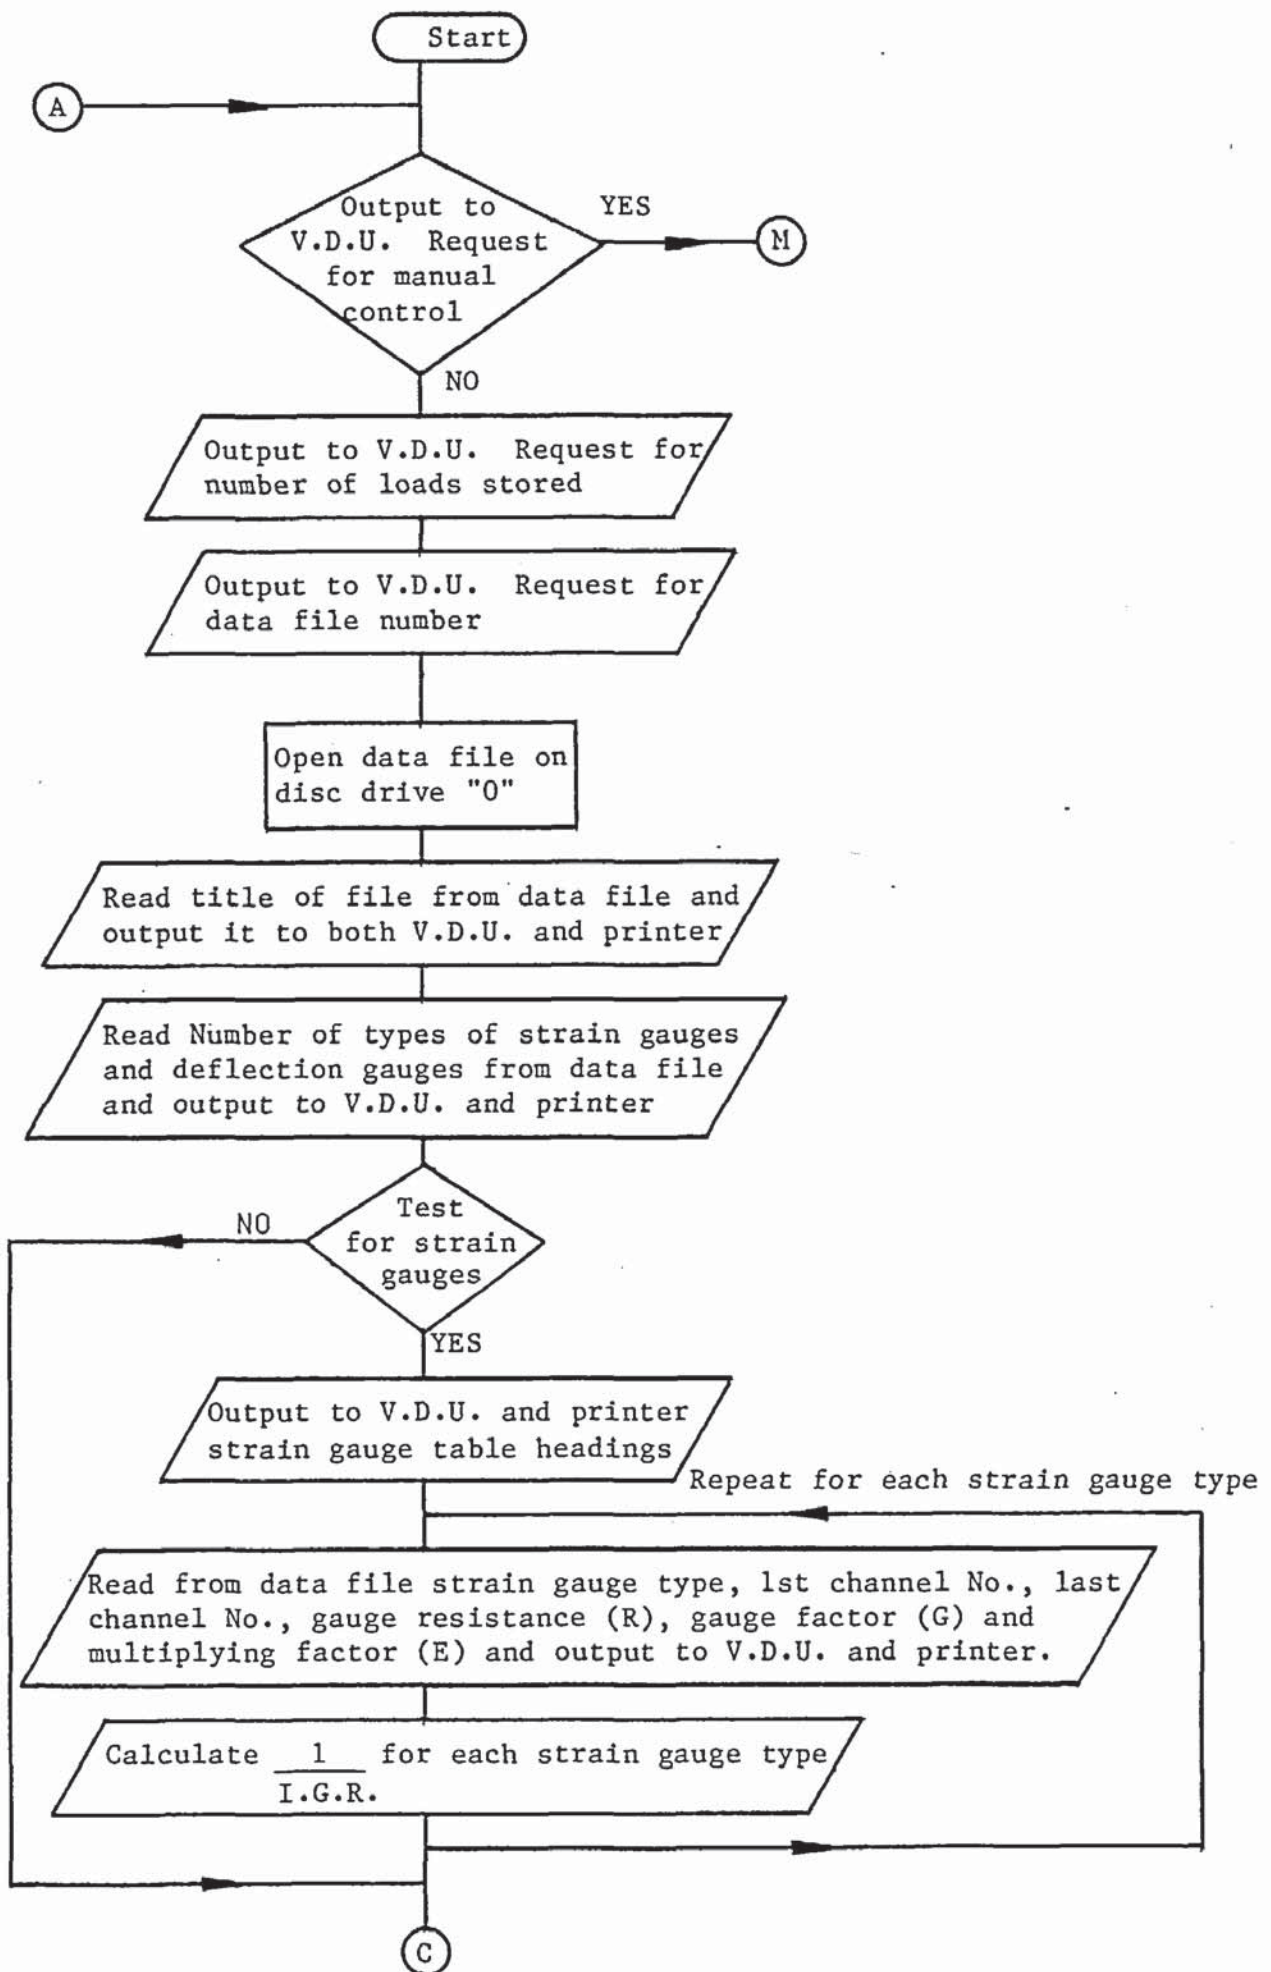 Start
A
Output to
V.D.U. Request
for manual
control
YES
M
NO
Output to V.D.U. Request for
number of loads stored
Output to V.D.U. Request for
data file number
Open data file on
disc drive "0"
Read title of file from data file and
output it to both V.D.U. and printer
Read Number of types of strain gauges
and deflection gauges from data file
and output to V.D.U. and printer
Test
for strain
gauges
NO
YES
Output to V.D.U. and printer
strain gauge table headings
Repeat for each strain gauge type
Read from data file strain gauge type, 1st channel No., last
channel No., gauge resistance (R), gauge factor (G) and
multiplying factor (E) and output to V.D.U. and printer.
Calculate 1 for each strain gauge type
I.G.R.
C